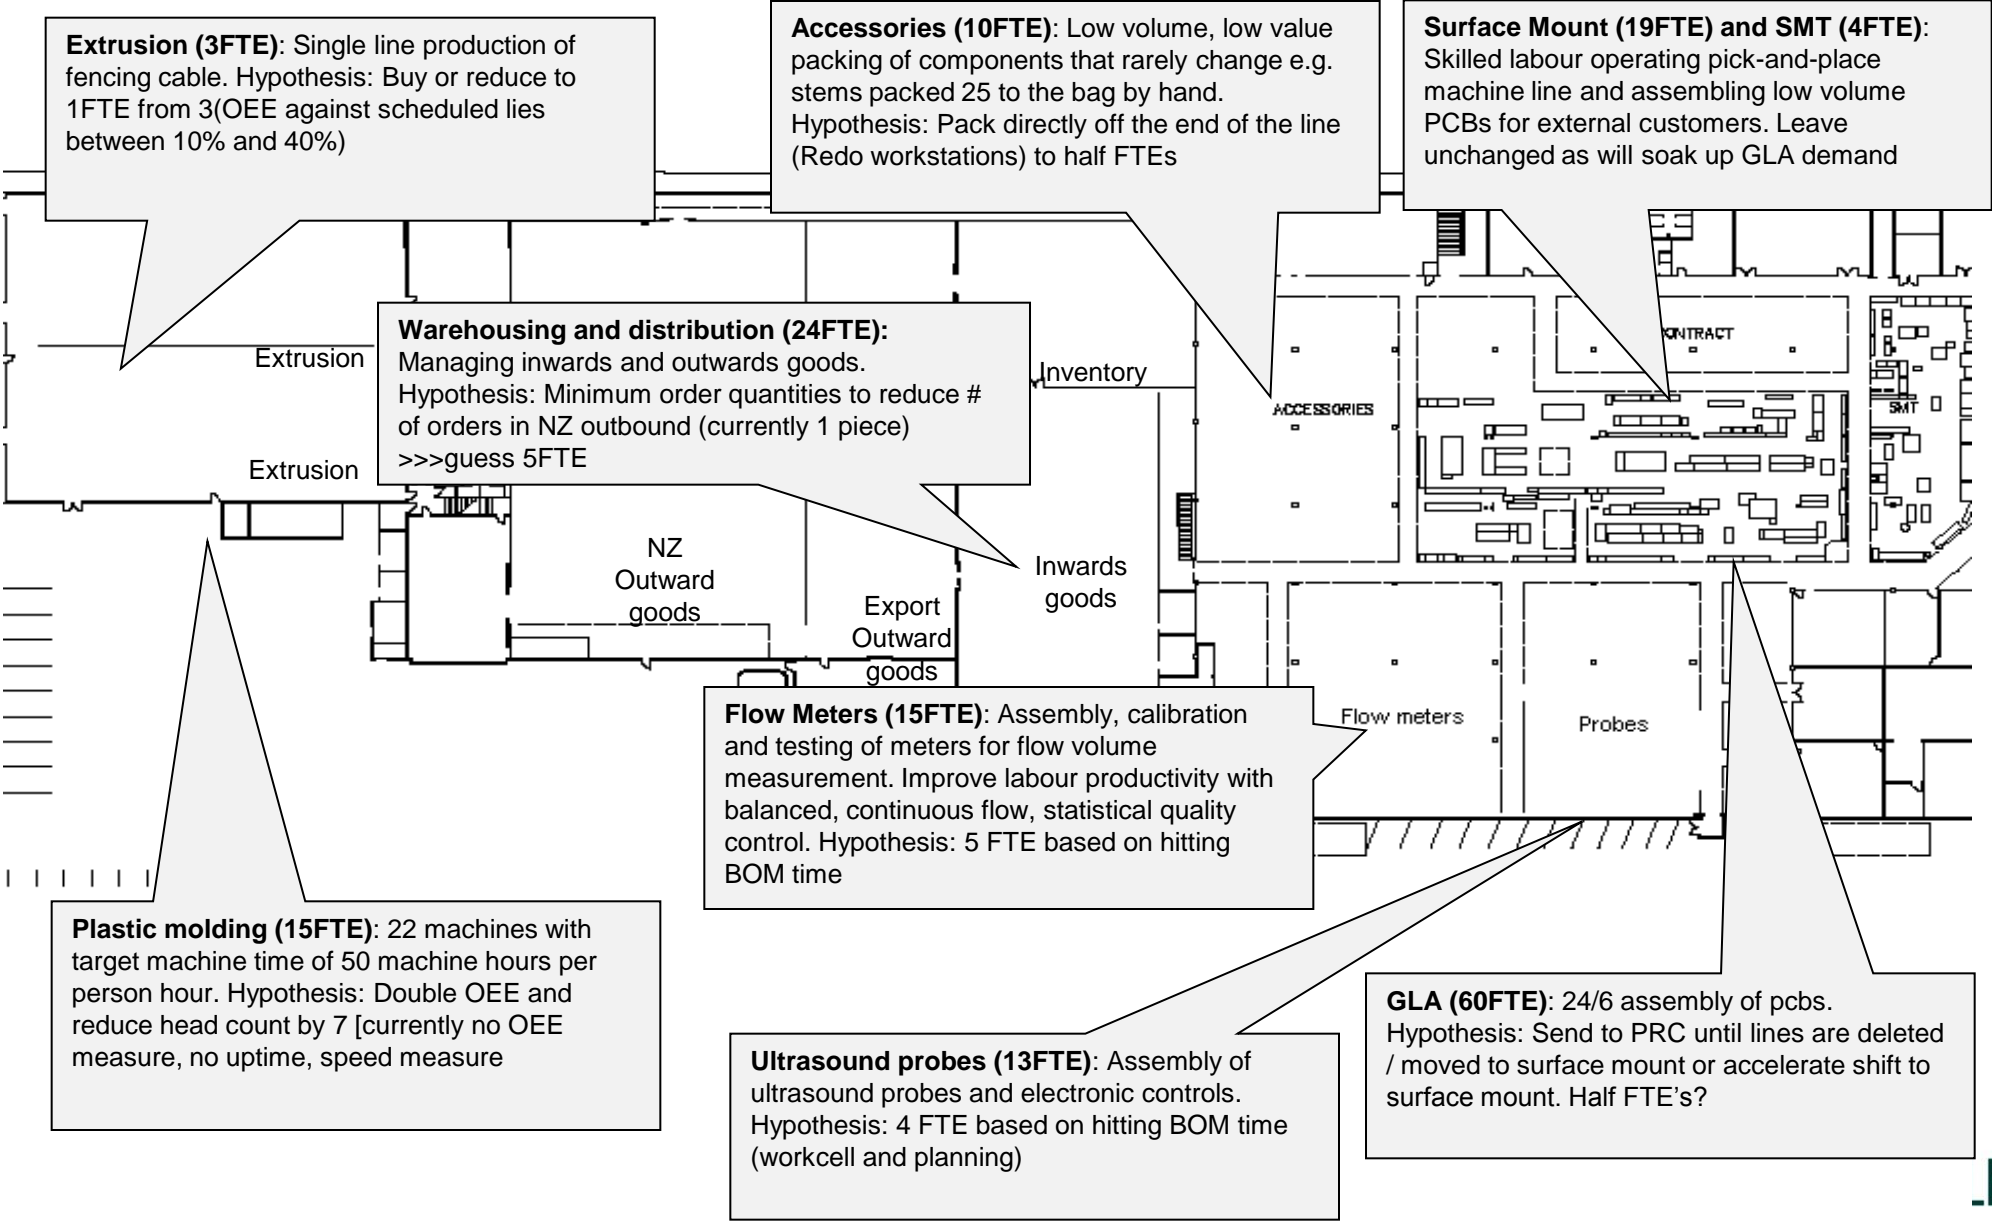 Extrusion (3FTE): Single line production of
fencing cable. Hypothesis: Buy or reduce to
1FTE from 3(OEE against scheduled lies
between 10% and 40%)
Accessories (10FTE): Low volume, low value
packing of components that rarely change e.g.
stems packed 25 to the bag by hand.
Hypothesis: Pack directly off the end of the line
(Redo workstations) to half FTEs
Surface Mount (19FTE) and SMT (4FTE):
Skilled labour operating pick-and-place
machine line and assembling low volume
PCBs for external customers. Leave
unchanged as will soak up GLA demand
Warehousing and distribution (24FTE):
Managing inwards and outwards goods.
Hypothesis: Minimum order quantities to reduce #
of orders in NZ outbound (currently 1 piece)
>>>guess 5FTE
Extrusion
Extrusion
Inventory
ACCESSORIES
ONTRACT
SMT
NZ
Outward
goods
Export
Outward
goods
Inwards
goods
Flow meters
Probes
Flow Meters (15FTE): Assembly, calibration
and testing of meters for flow volume
measurement. Improve labour productivity with
balanced, continuous flow, statistical quality
control. Hypothesis: 5 FTE based on hitting
BOM time
Plastic molding (15FTE): 22 machines with
target machine time of 50 machine hours per
person hour. Hypothesis: Double OEE and
reduce head count by 7 [currently no OEE
measure, no uptime, speed measure
Ultrasound probes (13FTE): Assembly of
ultrasound probes and electronic controls.
Hypothesis: 4 FTE based on hitting BOM time
(workcell and planning)
GLA (60FTE): 24/6 assembly of pcbs.
Hypothesis: Send to PRC until lines are deleted
/ moved to surface mount or accelerate shift to
surface mount. Half FTE's?